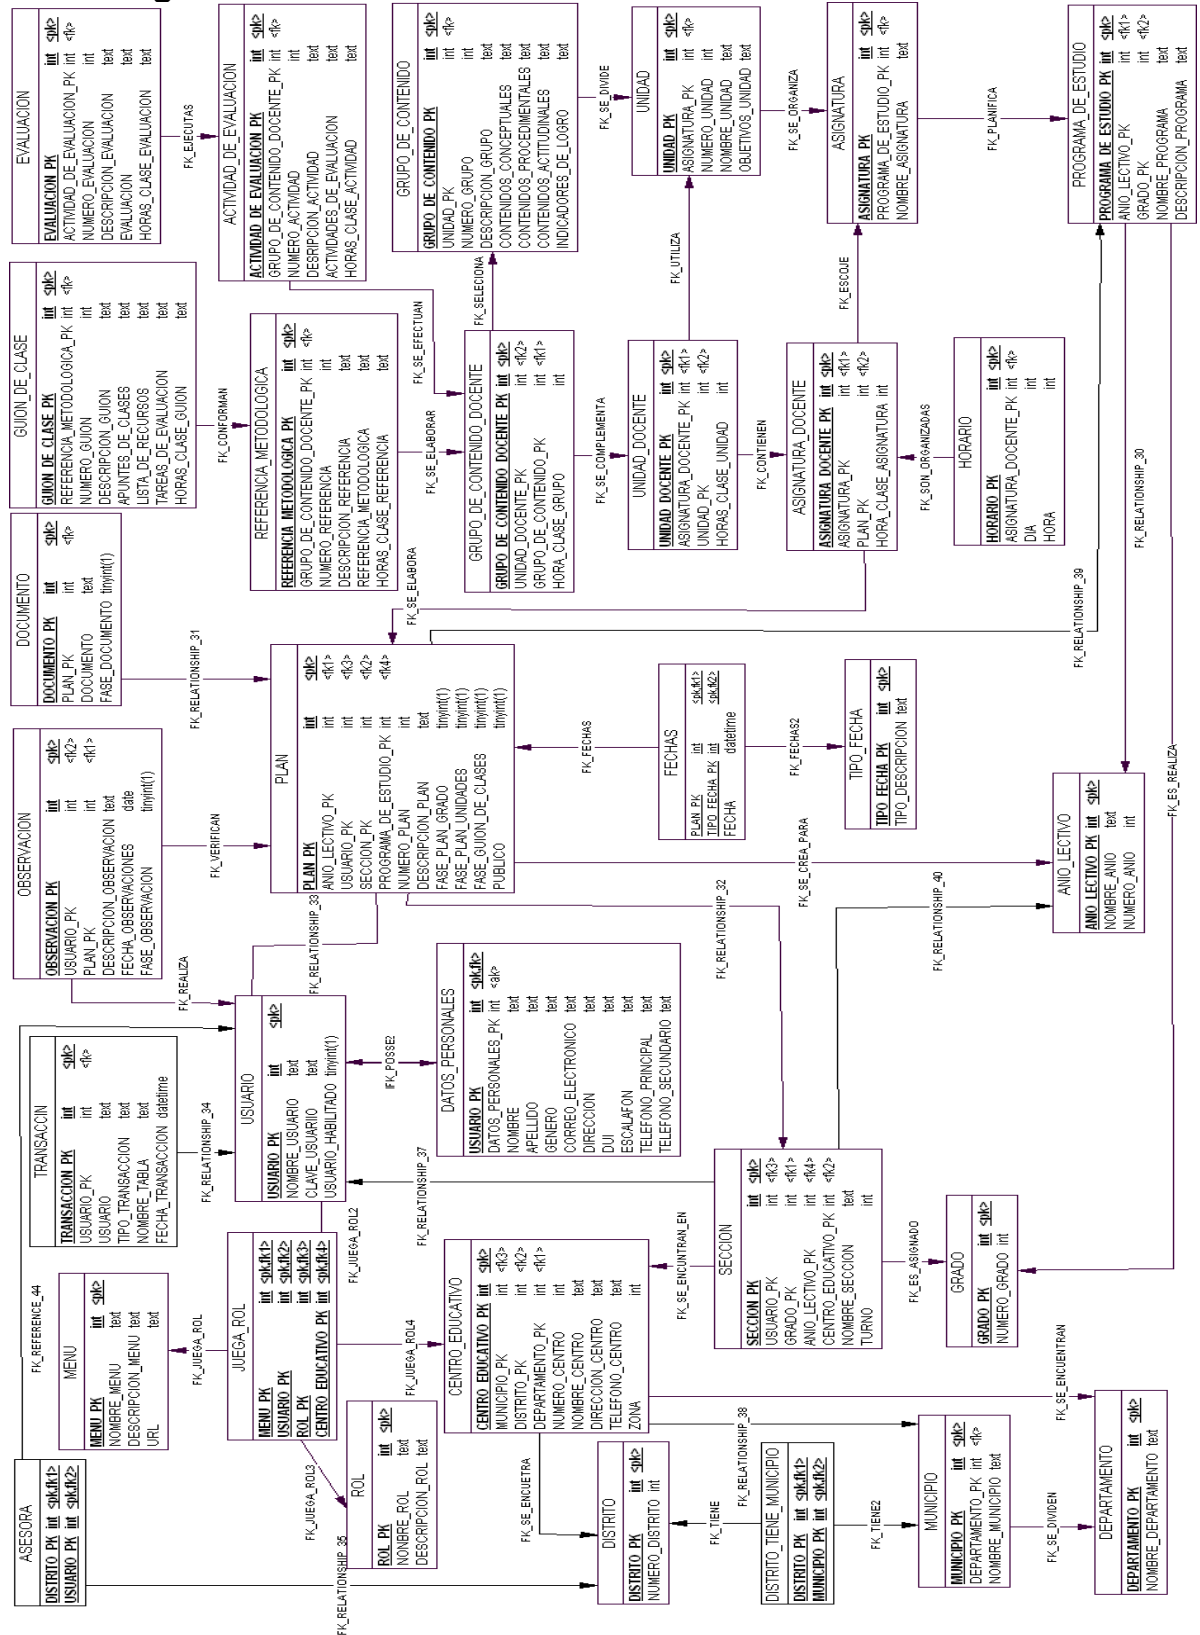 ASESORA
DISTRITO_PK int <pk,fk1>
USUARIO_PK int <pk,fk2>
FK_REFERENCE_44
FK_RELATIONSHIP_35
MENU
MENU_PK int <pk>
NOMBRE_MENU text
DESCRIPCION_MENU text
URL text
FK_JUEGA_ROL
TRANSACCIN
TRANSACCION_PK int <pk>
USUARIO_PK int <fk>
USUARIO text
TIPO_TRANSACCION text
NOMBRE_TABLA text
FECHA_TRANSACCION datetime
FK_RELATIONSHIP_34
OBSERVACION
OBSERVACION_PK int <pk>
USUARIO_PK int <fk2>
PLAN_PK int <fk1>
DESCRIPCION_OBSERVACION text
FECHA_OBSERVACIONES date
FASE_OBSERVACION tinyint(1)
FK_REALIZA
FK_VERIFICAN
DOCUMENTO
DOCUMENTO_PK int <pk>
PLAN_PK int <fk>
DOCUMENTO text
FASE_DOCUMENTO tinyint(1)
FK_RELATIONSHIP_31
GUION_DE_CLASE
GUION_DE_CLASE_PK int <pk>
REFERENCIA_METODOLOGICA_PK int <fk>
NUMERO_GUION int
DESCRIPCION_GUION text
APUNTES_DE_CLASES text
LISTA_DE_RECURSOS text
TAREAS_DE_EVALUACION text
HORAS_CLASE_GUION text
FK_CONFORMAN
EVALUACION
EVALUACION_PK int <pk>
ACTIVIDAD_DE_EVALUACION_PK int <fk>
NUMERO_EVALUACION int
DESCRIPCION_EVALUACION text
EVALUACION text
HORAS_CLASE_EVALUACION text
FK_EJECUTAS
JUEGA_ROL
MENU_PK int <pk,fk1>
USUARIO_PK int <pk,fk2>
ROL_PK int <pk,fk3>
CENTRO_EDUCATIVO_PK int <pk,fk4>
FK_JUEGA_ROL3
FK_JUEGA_ROL4
FK_JUEGA_ROL2
USUARIO
USUARIO_PK int <pk>
NOMBRE_USUARIO text
CLAVE_USUARRIO text
USUARIO_HABILITADO tinyint(1)
FK_RELATIONSHIP_37
FK_POSSE2
FK_RELATIONSHIP_33
PLAN
PLAN_PK int <pk>
ANIO_LECTIVO_PK int <fk1>
USUARIO_PK int <fk3>
SECCION_PK int <fk2>
PROGRAMA_DE_ESTUDIO_PK int <fk4>
NUMERO_PLAN int
DESCRIPCION_PLAN text
FASE_PLAN_GRADO tinyint(1)
FASE_PLAN_UNIDADES tinyint(1)
FASE_GUION_DE_CLASES tinyint(1)
PUBLICO tinyint(1)
FK_RELATIONSHIP_32
FK_SE_CREA_PARA
FK_FECHAS
FK_SE_ELABORA
FK_RELATIONSHIP_39
REFERENCIA_METODOLOGICA
REFERENCIA_METODOLOGICA_PK int <pk>
GRUPO_DE_CONTENIDO_DOCENTE_PK int <fk>
NUMERO_REFERENCIA int
DESCRIPCION_REFERENCIA text
REFERENCIA_METODOLOGICA text
HORAS_CLASE_REFERENCIA text
FK_SE_ELABORAR
ACTIVIDAD_DE_EVALUACION
ACTIVIDAD_DE_EVALUACION_PK int <pk>
GRUPO_DE_CONTENIDO_DOCENTE_PK int <fk>
NUMERO_ACTIVIDAD int
DESRIPCION_ACTIVIDAD text
ACTIVIDADES_DE_EVALUACION text
HORAS_CLASE_ACTIVIDAD text
FK_SE_EFECTUAN
ROL
ROL_PK int <pk>
NONBRE_ROL text
DESCRIPCION_ROL text
CENTRO_EDUCATIVO
CENTRO_EDUCATIVO_PK int <pk>
MUNICIPIO_PK int <fk3>
DISTRITO_PK int <fk2>
DEPARTAMENTO_PK int <fk1>
NUMERO_CENTRO int
NOMBRE_CENTRO text
DIRECCION_CENTRO text
TELEFONO_CENTRO text
ZONA int
FK_SE_ENCUETRA
FK_RELATIONSHIP_38
FK_SE_ENCUENTRAN
FK_SE_ENCUNTRAN_EN
DATOS_PERSONALES
USUARIO_PK int <pk,fk>
DATOS_PERSONALES_PK int <ak>
NOMBRE text
APELLIDO text
GENERO text
CORREO_ELECTRONICO text
DIRECCION text
DUI text
ESCALAFON text
TELEFONO_PRINCIPAL text
TELEFONO_SECUNDARIO text
GRUPO_DE_CONTENIDO_DOCENTE
GRUPO_DE_CONTENIDO_DOCENTE_PK int <pk>
UNIDAD_DOCENTE_PK int <fk2>
GRUPO_DE_CONTENIDO_PK int <fk1>
HORA_CLASE_GRUPO int
FK_SE_COMPLEMENTA
FK_SELECIONA
GRUPO_DE_CONTENIDO
GRUPO_DE_CONTENIDO_PK int <pk>
UNIDAD_PK int <fk>
NUMERO_GRUPO int
DESCRIPCION_GRUPO text
CONTENIDOS_CONCEPTUALES text
CONTENIDOS_PROCEDIMENTALES text
CONTENIDOS_ACTITUDINALES text
INDICADORES_DE_LOGRO text
FK_SE_DIVIDE
DISTRITO
DISTRITO_PK int <pk>
NUMERO_DISTRITO int
FK_TIENE
SECCION
SECCION_PK int <pk>
USUARIO_PK int <fk3>
GRADO_PK int <fk1>
ANIO_LECTIVO_PK int <fk4>
CENTRO_EDUCATIVO_PK int <fk2>
NOMBRE_SECCION text
TURNO int
FK_ES_ASIGNADO
FK_RELATIONSHIP_40
FECHAS
PLAN_PK int <pk,fk1>
TIPO_FECHA_PK int <pk,fk2>
FECHA datetime
FK_FECHAS2
UNIDAD_DOCENTE
UNIDAD_DOCENTE_PK int <pk>
ASIGNATURA_DOCENTE_PK int <fk1>
UNIDAD_PK int <fk2>
HORAS_CLASE_UNIDAD int
FK_CONTIENEN
FK_UTILIZA
UNIDAD
UNIDAD_PK int <pk>
ASIGNATURA_PK int <fk>
NUMERO_UNIDAD int
NOMBRE_UNIDAD text
OBJETIVOS_UNIDAD text
FK_SE_ORGANIZA
DISTRITO_TIENE_MUNICIPIO
DISTRITO_PK int <pk,fk1>
MUNICIPIO_PK int <pk,fk2>
FK_TIENE2
TIPO_FECHA
TIPO_FECHA_PK int <pk>
TIPO_DESCRIPCION text
ASIGNATURA_DOCENTE
ASIGNATURA_DOCENTE_PK int <pk>
ASIGNATURA_PK int <fk1>
PLAN_PK int <fk2>
HORA_CLASE_ASIGNATURA int
FK_SON_ORGANIZADAS
FK_ESCOJE
ASIGNATURA
ASIGNATURA_PK int <pk>
PROGRAMA_DE_ESTUDIO_PK int <fk>
NOMBRE_ASIGNATURA text
FK_PLANIFICA
MUNICIPIO
MUNICIPIO_PK int <pk>
DEPARTAMENTO_PK int <fk>
NOMBRE_MUNICIPIO text
FK_SE_DIVIDEN
GRADO
GRADO_PK int <pk>
NUMERO_GRADO int
HORARIO
HORARIO_PK int <pk>
ASIGNATURA_DOCENTE_PK int <fk>
DIA int
HORA int
DEPARTAMENTO
DEPARTAMENTO_PK int <pk>
NOMBRE_DEPARTAMENTO text
ANIO_LECTIVO
ANIO_LECTIVO_PK int <pk>
NOMBRE_ANIO text
NUMERO_ANIO int
FK_RELATIONSHIP_30
FK_ES_REALIZA
PROGRAMA_DE_ESTUDIO
PROGRAMA_DE_ESTUDIO_PK int <pk>
ANIO_LECTIVO_PK int <fk1>
GRADO_PK int <fk2>
NOMBRE_PROGRAMA text
DESCRIPCION_PROGRAMA text